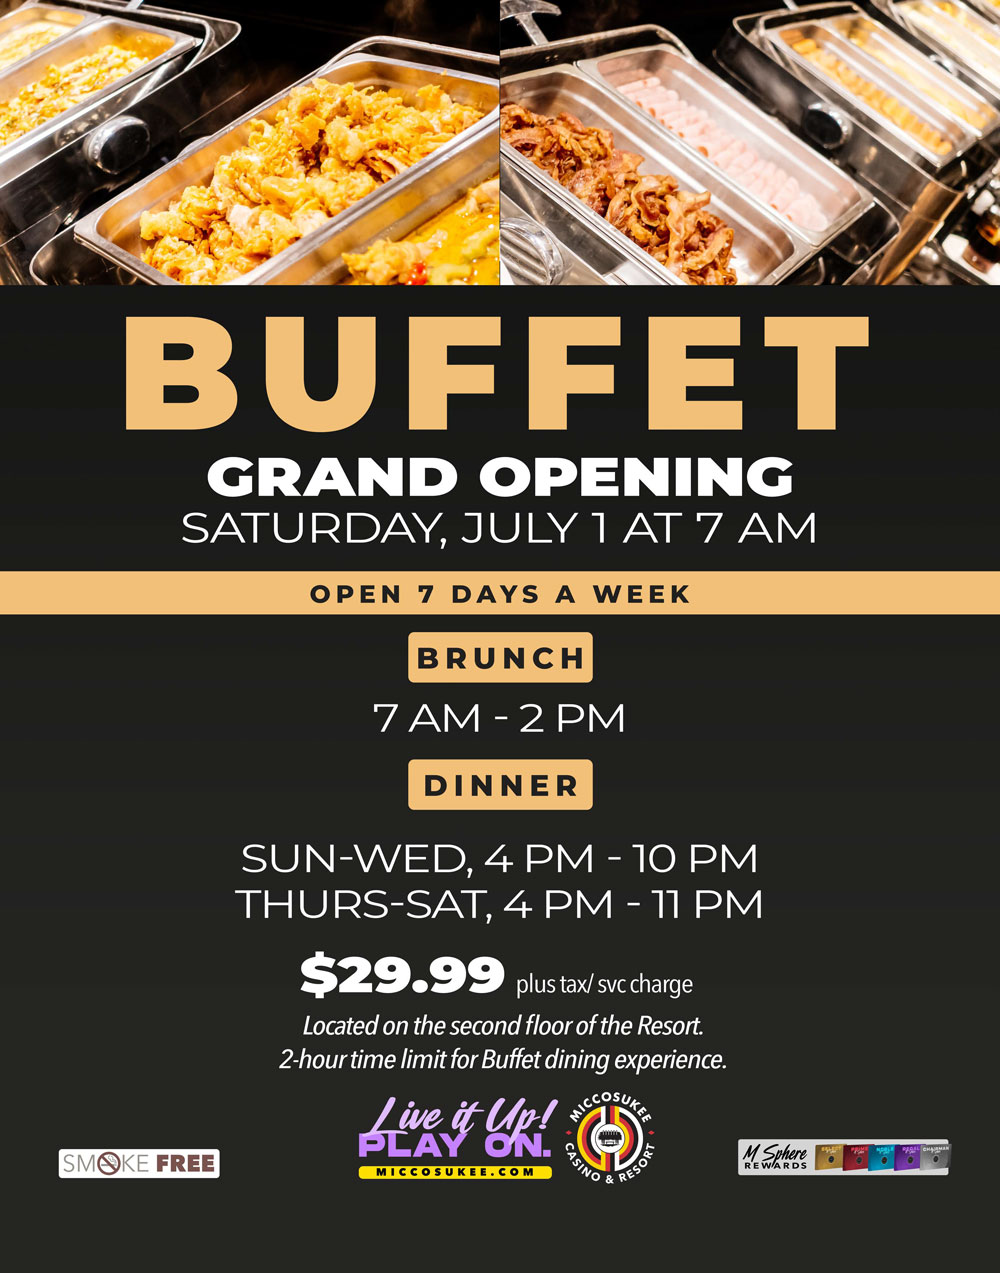 BUFFET
GRAND OPENING
SATURDAY, JULY 1 AT 7 AM
OPEN 7 DAYS A WEEK
BRUNCH
7 AM - 2 PM
DINNER
SUN-WED, 4 PM - 10 PM
THURS-SAT, 4 PM - 11 PM
$29.99 plus tax/ svc charge
Located on the second floor of the Resort.
2-hour time limit for Buffet dining experience.
Live it Up!
PLAY ON.
MICCOSUKEE.COM
MICCOSUKEE
CASINO & RESORT
SMOKE FREE
M Sphere
REWARDS
CHAIRMAN